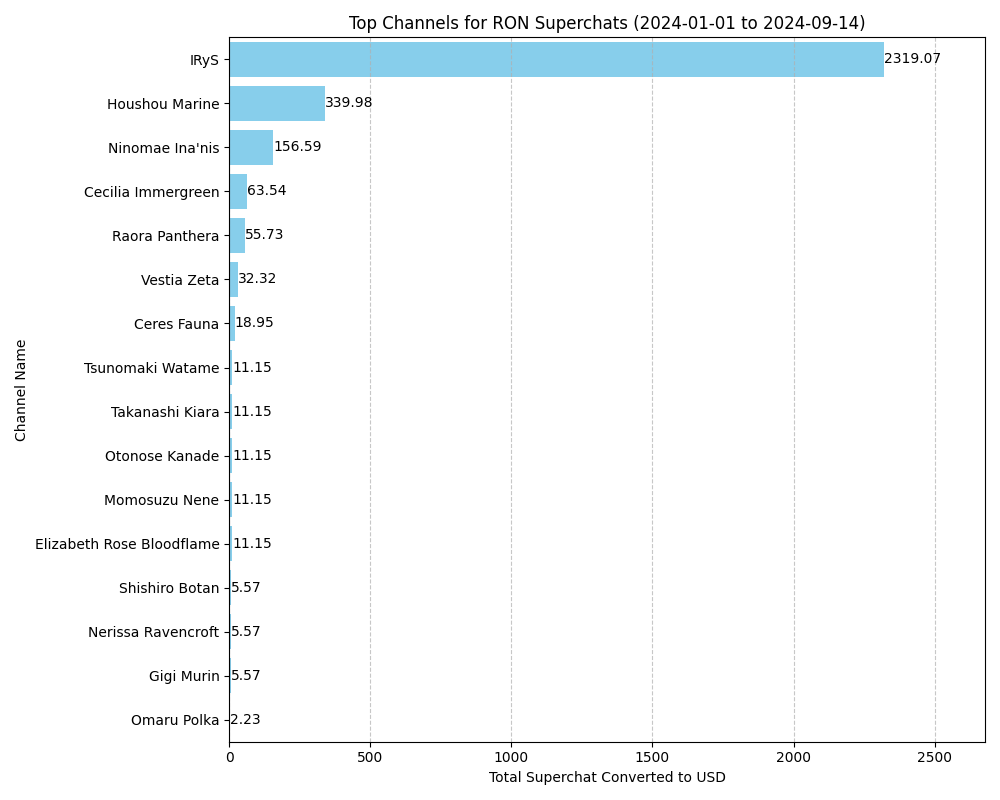 Top Channels for RON Superchats (2024-01-01 to 2024-09-14)
Channel Name
IRyS 2319.07
Houshou Marine 339.98
Ninomae Ina'nis 156.59
Cecilia Immergreen 63.54
Raora Panthera 55.73
Vestia Zeta 32.32
Ceres Fauna 18.95
Tsunomaki Watame 11.15
Takanashi Kiara 11.15
Otonose Kanade 11.15
Momosuzu Nene 11.15
Elizabeth Rose Bloodflame 11.15
Shishiro Botan 5.57
Nerissa Ravencroft 5.57
Gigi Murin 5.57
Omaru Polka 2.23
0 500 1000 1500 2000 2500
Total Superchat Converted to USD